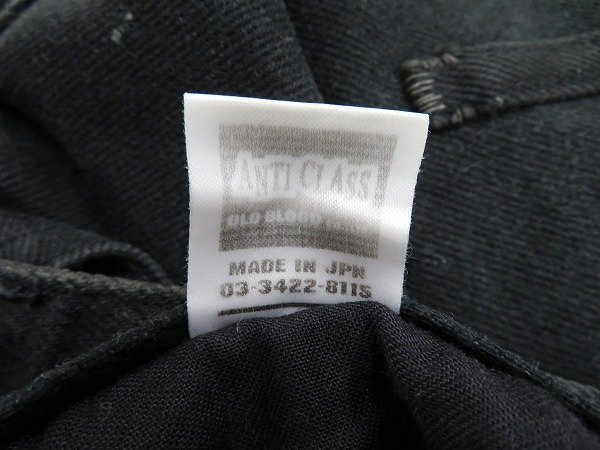 ANTI CLASS
OLD BLOOD
MADE IN JPN
03-3422-8115